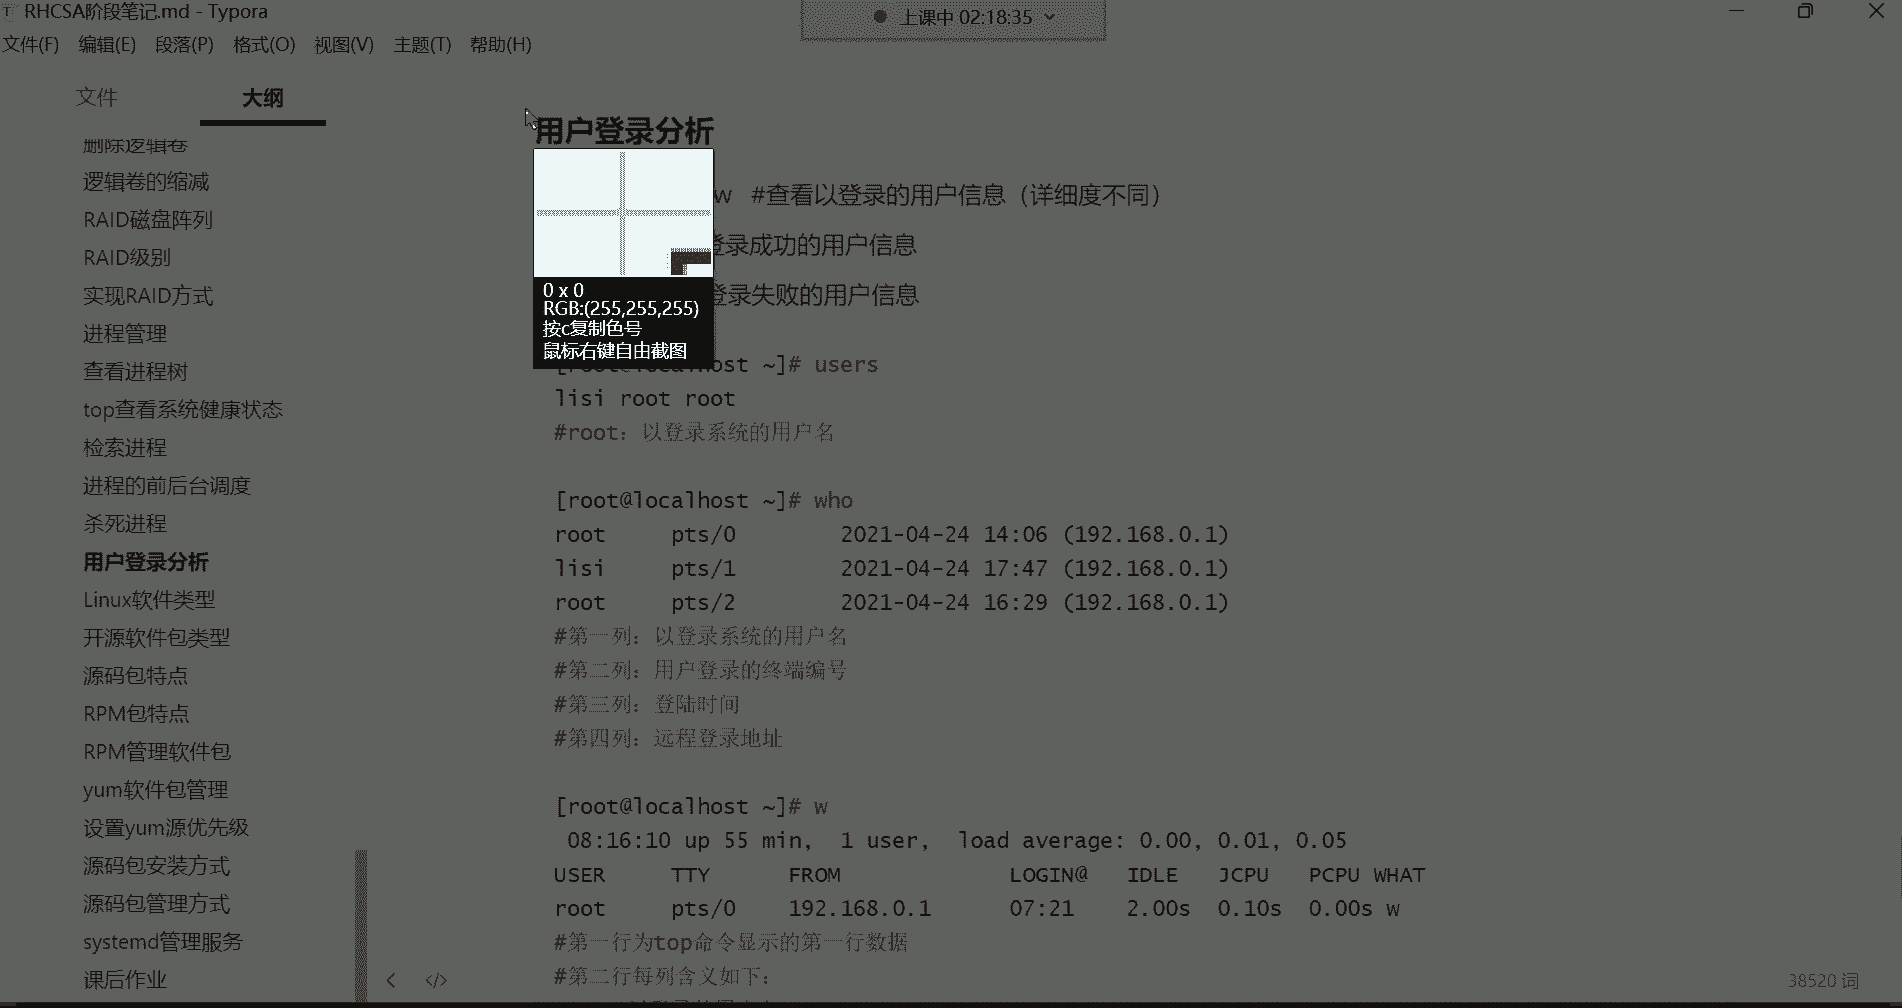 RHCSA阶段笔记.md - Typora
上课中 02:18:35
文件(F) 编辑(E) 段落(P) 格式(O) 视图(V) 主题(T) 帮助(H)
文件 大纲
删除逻辑卷
逻辑卷的缩减
RAID磁盘阵列
RAID级别
实现RAID方式
进程管理
查看进程树
top查看系统健康状态
检索进程
进程的前后台调度
杀死进程
用户登录分析
Linux软件类型
开源软件包类型
源码包特点
RPM包特点
RPM管理软件包
yum软件包管理
设置yum源优先级
源码包安装方式
源码包管理方式
systemd管理服务
课后作业
用户登录分析
w #查看以登录的用户信息（详细度不同）
登录成功的用户信息
登录失败的用户信息
0 x 0
RGB:(255,255,255)
按c复制色号
鼠标右键自由截图
[root@localhost ~]# users
lisi root root
#root：以登录系统的用户名
[root@localhost ~]# who
root pts/0 2021-04-24 14:06 (192.168.0.1)
lisi pts/1 2021-04-24 17:47 (192.168.0.1)
root pts/2 2021-04-24 16:29 (192.168.0.1)
#第一列：以登录系统的用户名
#第二列：用户登录的终端编号
#第三列：登陆时间
#第四列：远程登录地址
[root@localhost ~]# w
08:16:10 up 55 min, 1 user, load average: 0.00, 0.01, 0.05
USER TTY FROM LOGIN@ IDLE JCPU PCPU WHAT
root pts/0 192.168.0.1 07:21 2.00s 0.10s 0.00s w
#第一行为top命令显示的第一行数据
#第二行每列含义如下：
38520 词